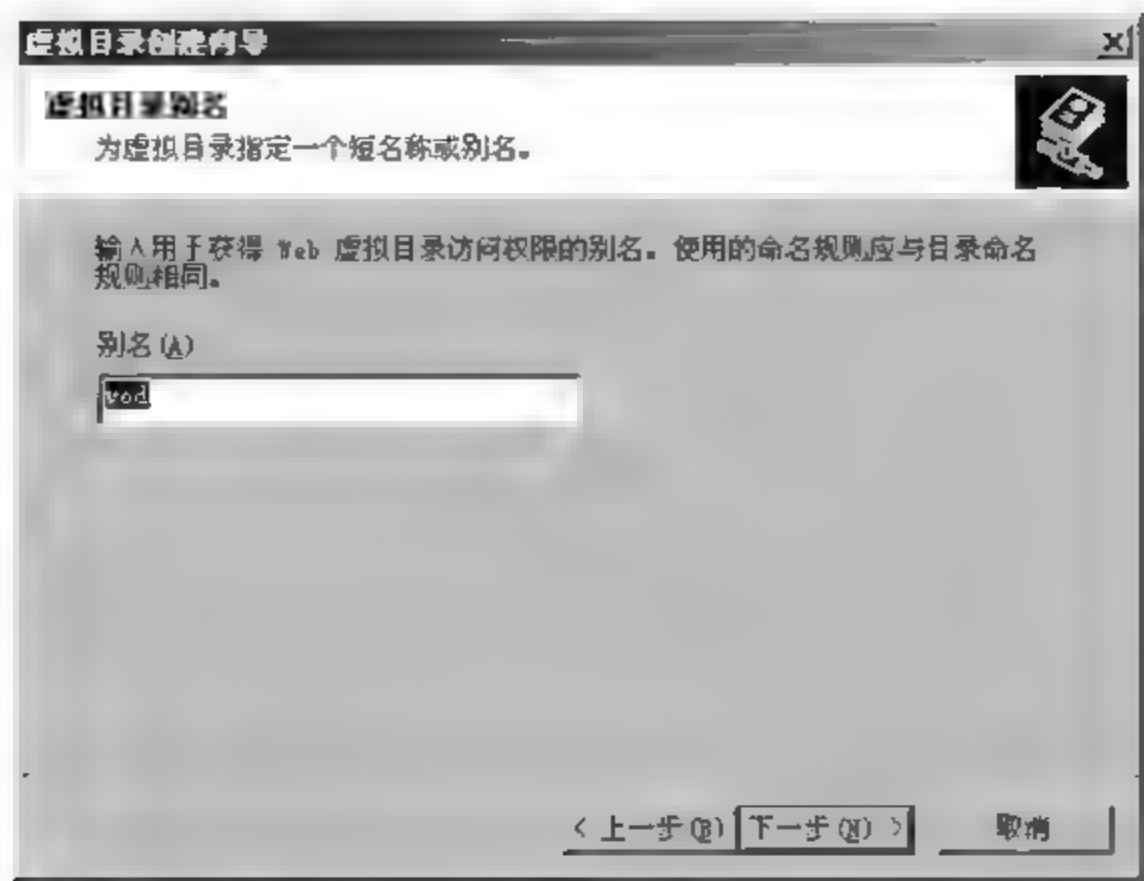 虚拟目录创建向导
虚拟目录别名
为虚拟目录指定一个短名称或别名。
输入用于获得 Web 虚拟目录访问权限的别名。使用的命名规则应与目录命名
规则相同。
别名(A)
vod
< 上一步(B) 下一步(N) > 取消